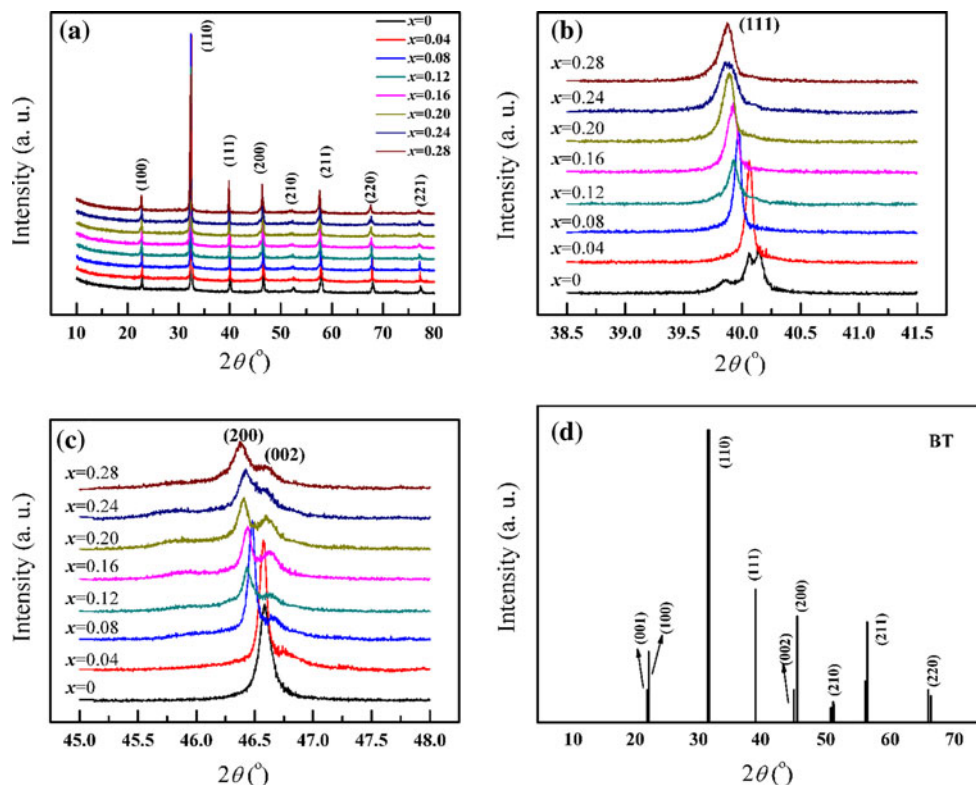 (a)
Intensity (a. u.)
(100)
(110)
(111)
(200)
(210)
(211)
(220)
(221)
x=0
x=0.04
x=0.08
x=0.12
x=0.16
x=0.20
x=0.24
x=0.28
10 20 30 40 50 60 70 80
2θ (°)
(b)
Intensity (a. u.)
(111)
x=0.28
x=0.24
x=0.20
x=0.16
x=0.12
x=0.08
x=0.04
x=0
38.5 39.0 39.5 40.0 40.5 41.0 41.5
2θ (°)
(c)
Intensity (a. u.)
(200)
(002)
x=0.28
x=0.24
x=0.20
x=0.16
x=0.12
x=0.08
x=0.04
x=0
45.0 45.5 46.0 46.5 47.0 47.5 48.0
2θ (°)
(d)
BT
Intensity (a. u.)
(001)
(100)
(110)
(111)
(002)
(200)
(210)
(211)
(220)
10 20 30 40 50 60 70
2θ (°)